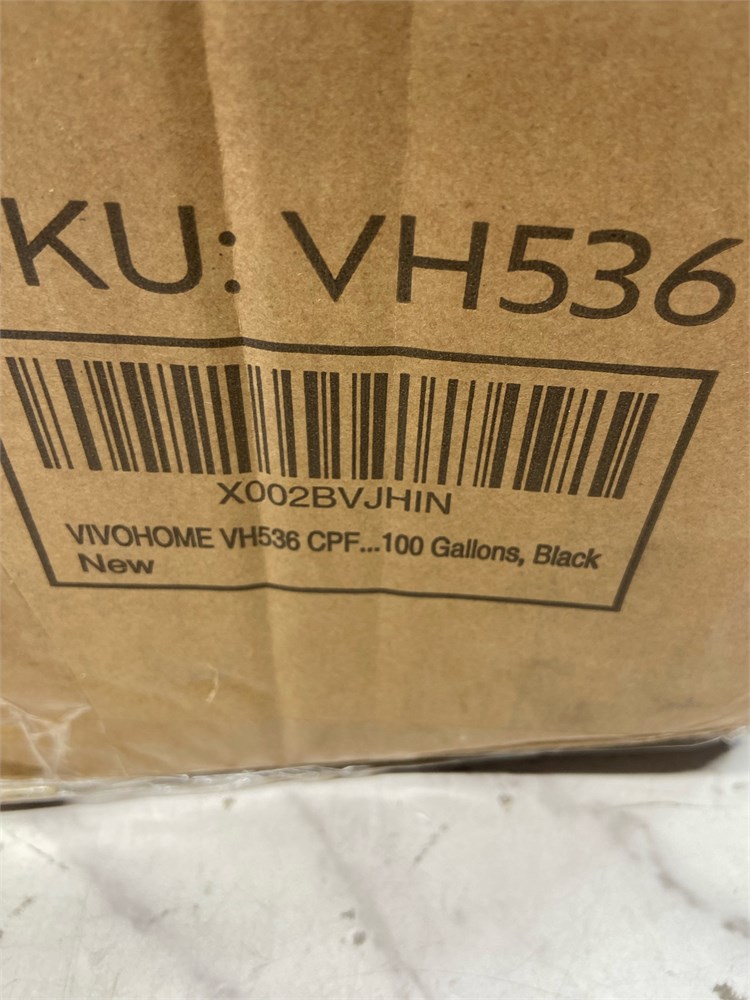 KU: VH536
X002BVJHIN
VIVOHOME VH536 CPF...100 Gallons, Black
New